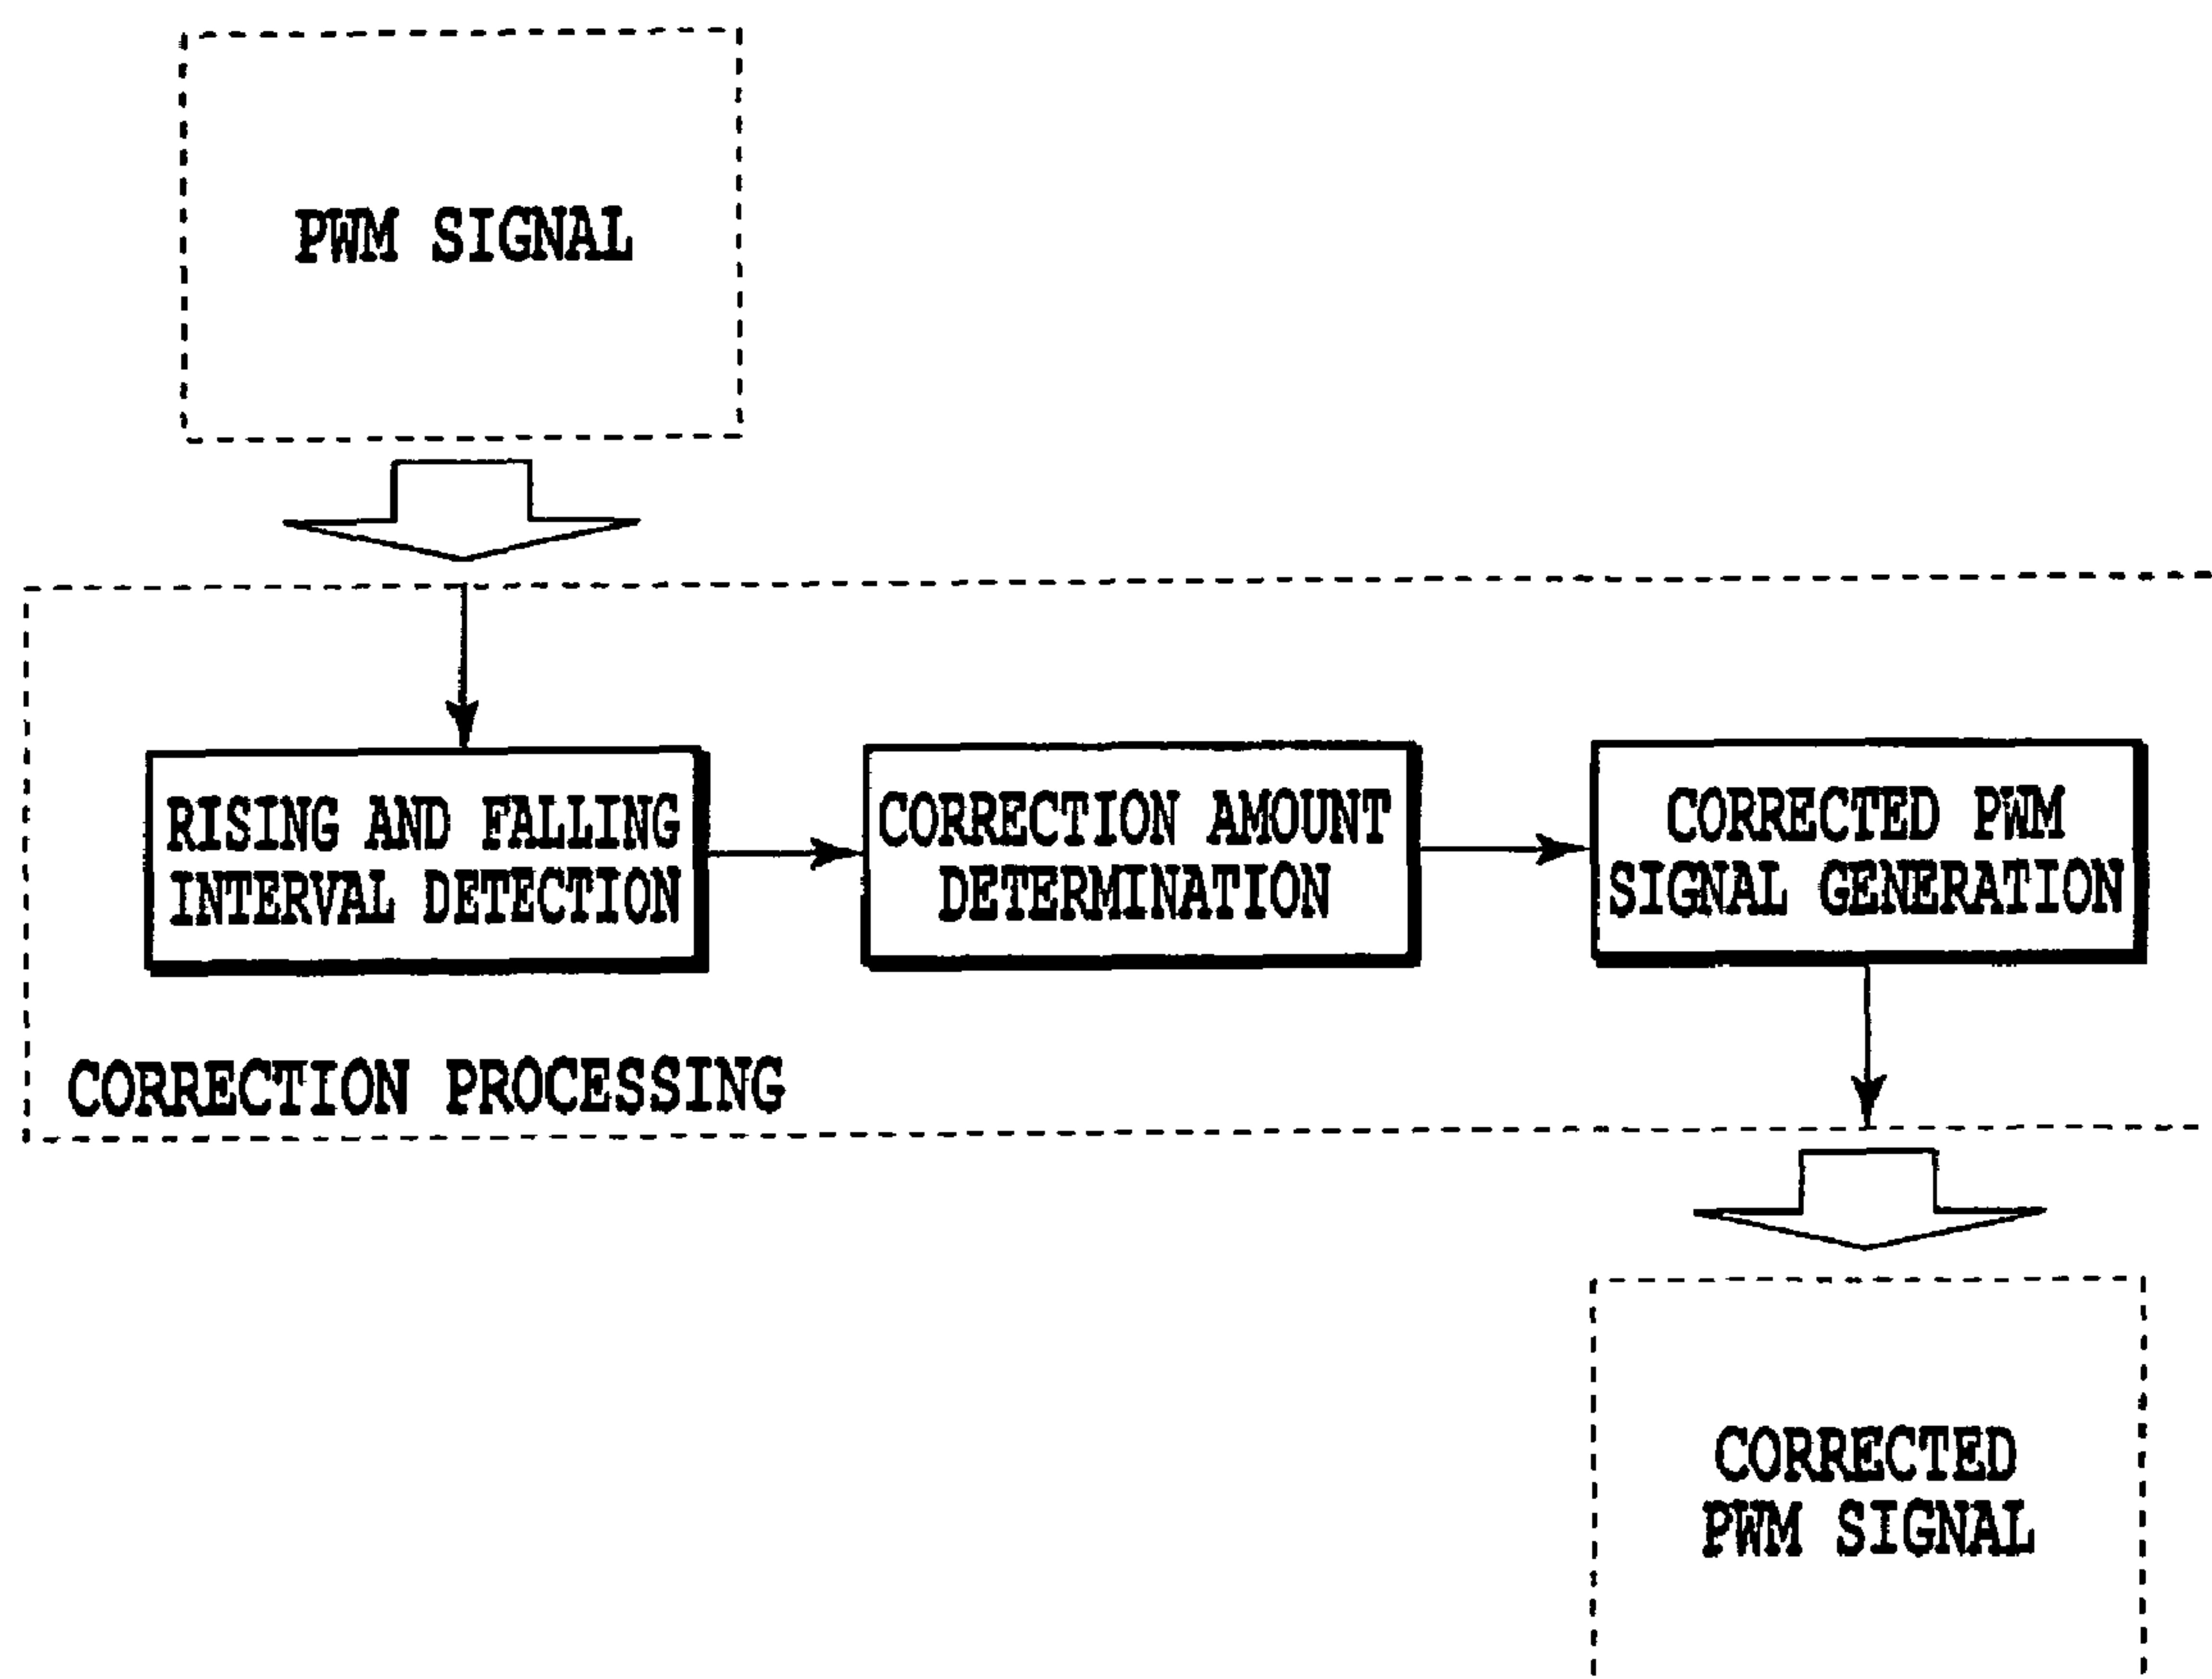 PWM SIGNAL
RISING AND FALLING
INTERVAL DETECTION
CORRECTION AMOUNT
DETERMINATION
CORRECTED PWM
SIGNAL GENERATION
CORRECTION PROCESSING
CORRECTED
PWM SIGNAL